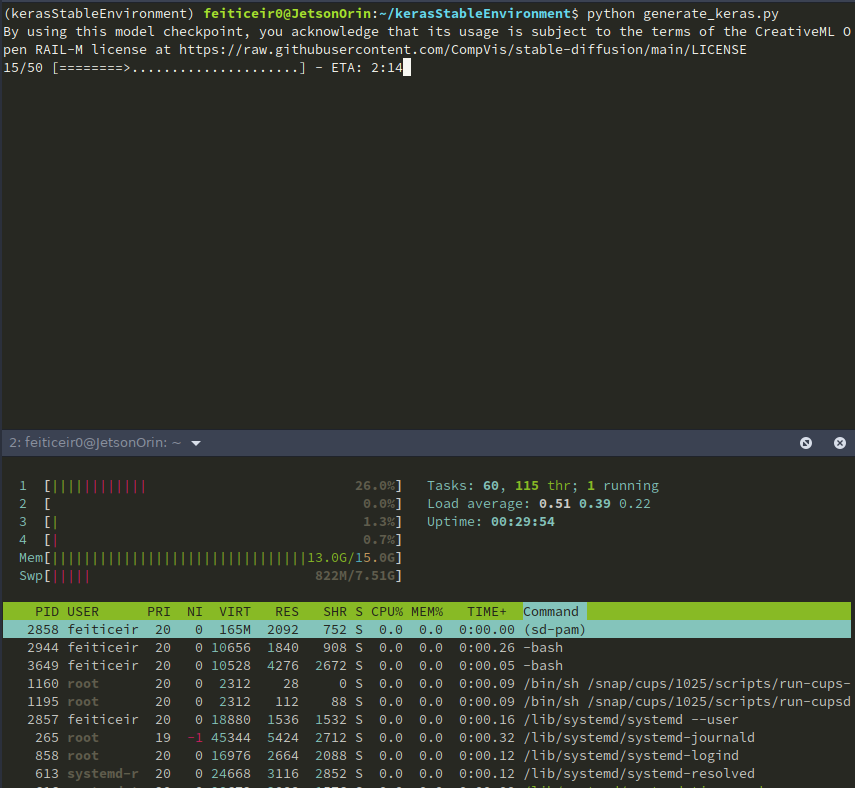 (kerasStableEnvironment) feiticeir0@JetsonOrin:~/kerasStableEnvironment$ python generate_keras.py
By using this model checkpoint, you acknowledge that its usage is subject to the terms of the CreativeML O
pen RAIL-M license at https://raw.githubusercontent.com/CompVis/stable-diffusion/main/LICENSE
15/50 [========>.....................] - ETA: 2:14
2: feiticeir0@JetsonOrin: ~
1 [||||||||||||| 26.0%] Tasks: 60, 115 thr; 1 running
2 [ 0.0%] Load average: 0.51 0.39 0.22
3 [| 1.3%] Uptime: 00:29:54
4 [| 0.7%]
Mem[||||||||||||||||||||||||||||||||13.0G/15.0G]
Swp[||||| 822M/7.51G]
PID USER PRI NI VIRT RES SHR S CPU% MEM% TIME+ Command
2858 feiticeir 20 0 165M 2092 752 S 0.0 0.0 0:00.00 (sd-pam)
2944 feiticeir 20 0 10656 1840 908 S 0.0 0.0 0:00.26 -bash
3649 feiticeir 20 0 10528 4276 2672 S 0.0 0.0 0:00.05 -bash
1160 root 20 0 2312 28 0 S 0.0 0.0 0:00.09 /bin/sh /snap/cups/1025/scripts/run-cups-
1195 root 20 0 2312 112 88 S 0.0 0.0 0:00.09 /bin/sh /snap/cups/1025/scripts/run-cupsd
2857 feiticeir 20 0 18880 1536 1532 S 0.0 0.0 0:00.16 /lib/systemd/systemd --user
265 root 19 -1 45344 5424 2712 S 0.0 0.0 0:00.32 /lib/systemd/systemd-journald
858 root 20 0 16976 2664 2088 S 0.0 0.0 0:00.12 /lib/systemd/systemd-logind
613 systemd-r 20 0 24668 3116 2852 S 0.0 0.0 0:00.12 /lib/systemd/systemd-resolved